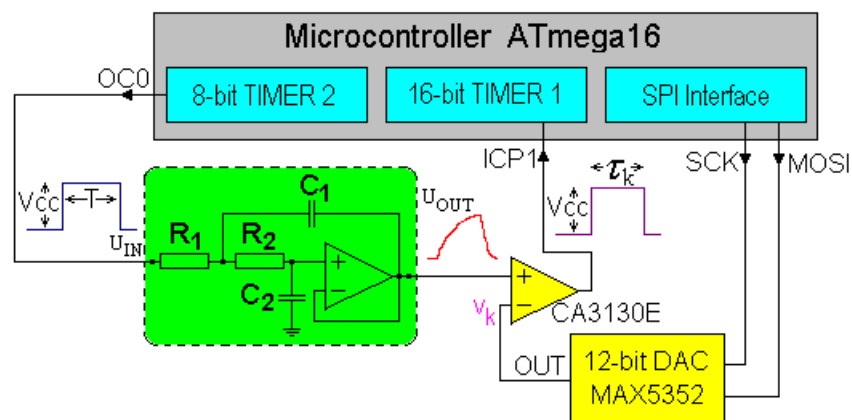 Microcontroller ATmega16
OC0
8-bit TIMER 2
16-bit TIMER 1
SPI Interface
ICP1
SCK
MOSI
Vcc
T
UIN
R1
R2
C1
C2
UOUT
τk
Vcc
Vk
CA3130E
OUT
12-bit DAC
MAX5352